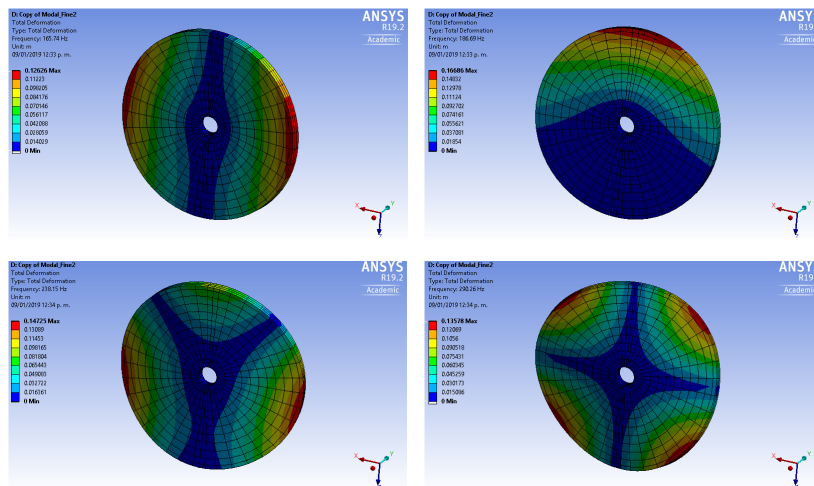 D: Copy of Modal_Fine2
Total Deformation
Type: Total Deformation
Frequency: 165.74 Hz
Unit: m
09/01/2019 12:33 p. m.
ANSYS
R19.2
Academic
0.12626 Max
0.11223
0.098205
0.084176
0.070146
0.056117
0.042088
0.028059
0.014029
0 Min
X
Y
Z
D: Copy of Modal_Fine2
Total Deformation
Type: Total Deformation
Frequency: 186.69 Hz
Unit: m
09/01/2019 12:33 p. m.
ANSY
R19
Academic
0.16686 Max
0.14832
0.12978
0.11124
0.092702
0.074161
0.055621
0.037081
0.01854
0 Min
X
Y
D: Copy of Modal_Fine2
Total Deformation
Type: Total Deformation
Frequency: 238.15 Hz
Unit: m
09/01/2019 12:34 p. m.
ANSYS
R19.2
Academic
0.14725 Max
0.13089
0.11453
0.098165
0.081804
0.065443
0.049083
0.032722
0.016361
0 Min
X
Y
D: Copy of Modal_Fine2
Total Deformation
Type: Total Deformation
Frequency: 290.26 Hz
Unit: m
09/01/2019 12:34 p. m.
ANSY
R19
Academic
0.13578 Max
0.12069
0.1056
0.090518
0.075431
0.060345
0.045259
0.030173
0.015086
0 Min
X
Y